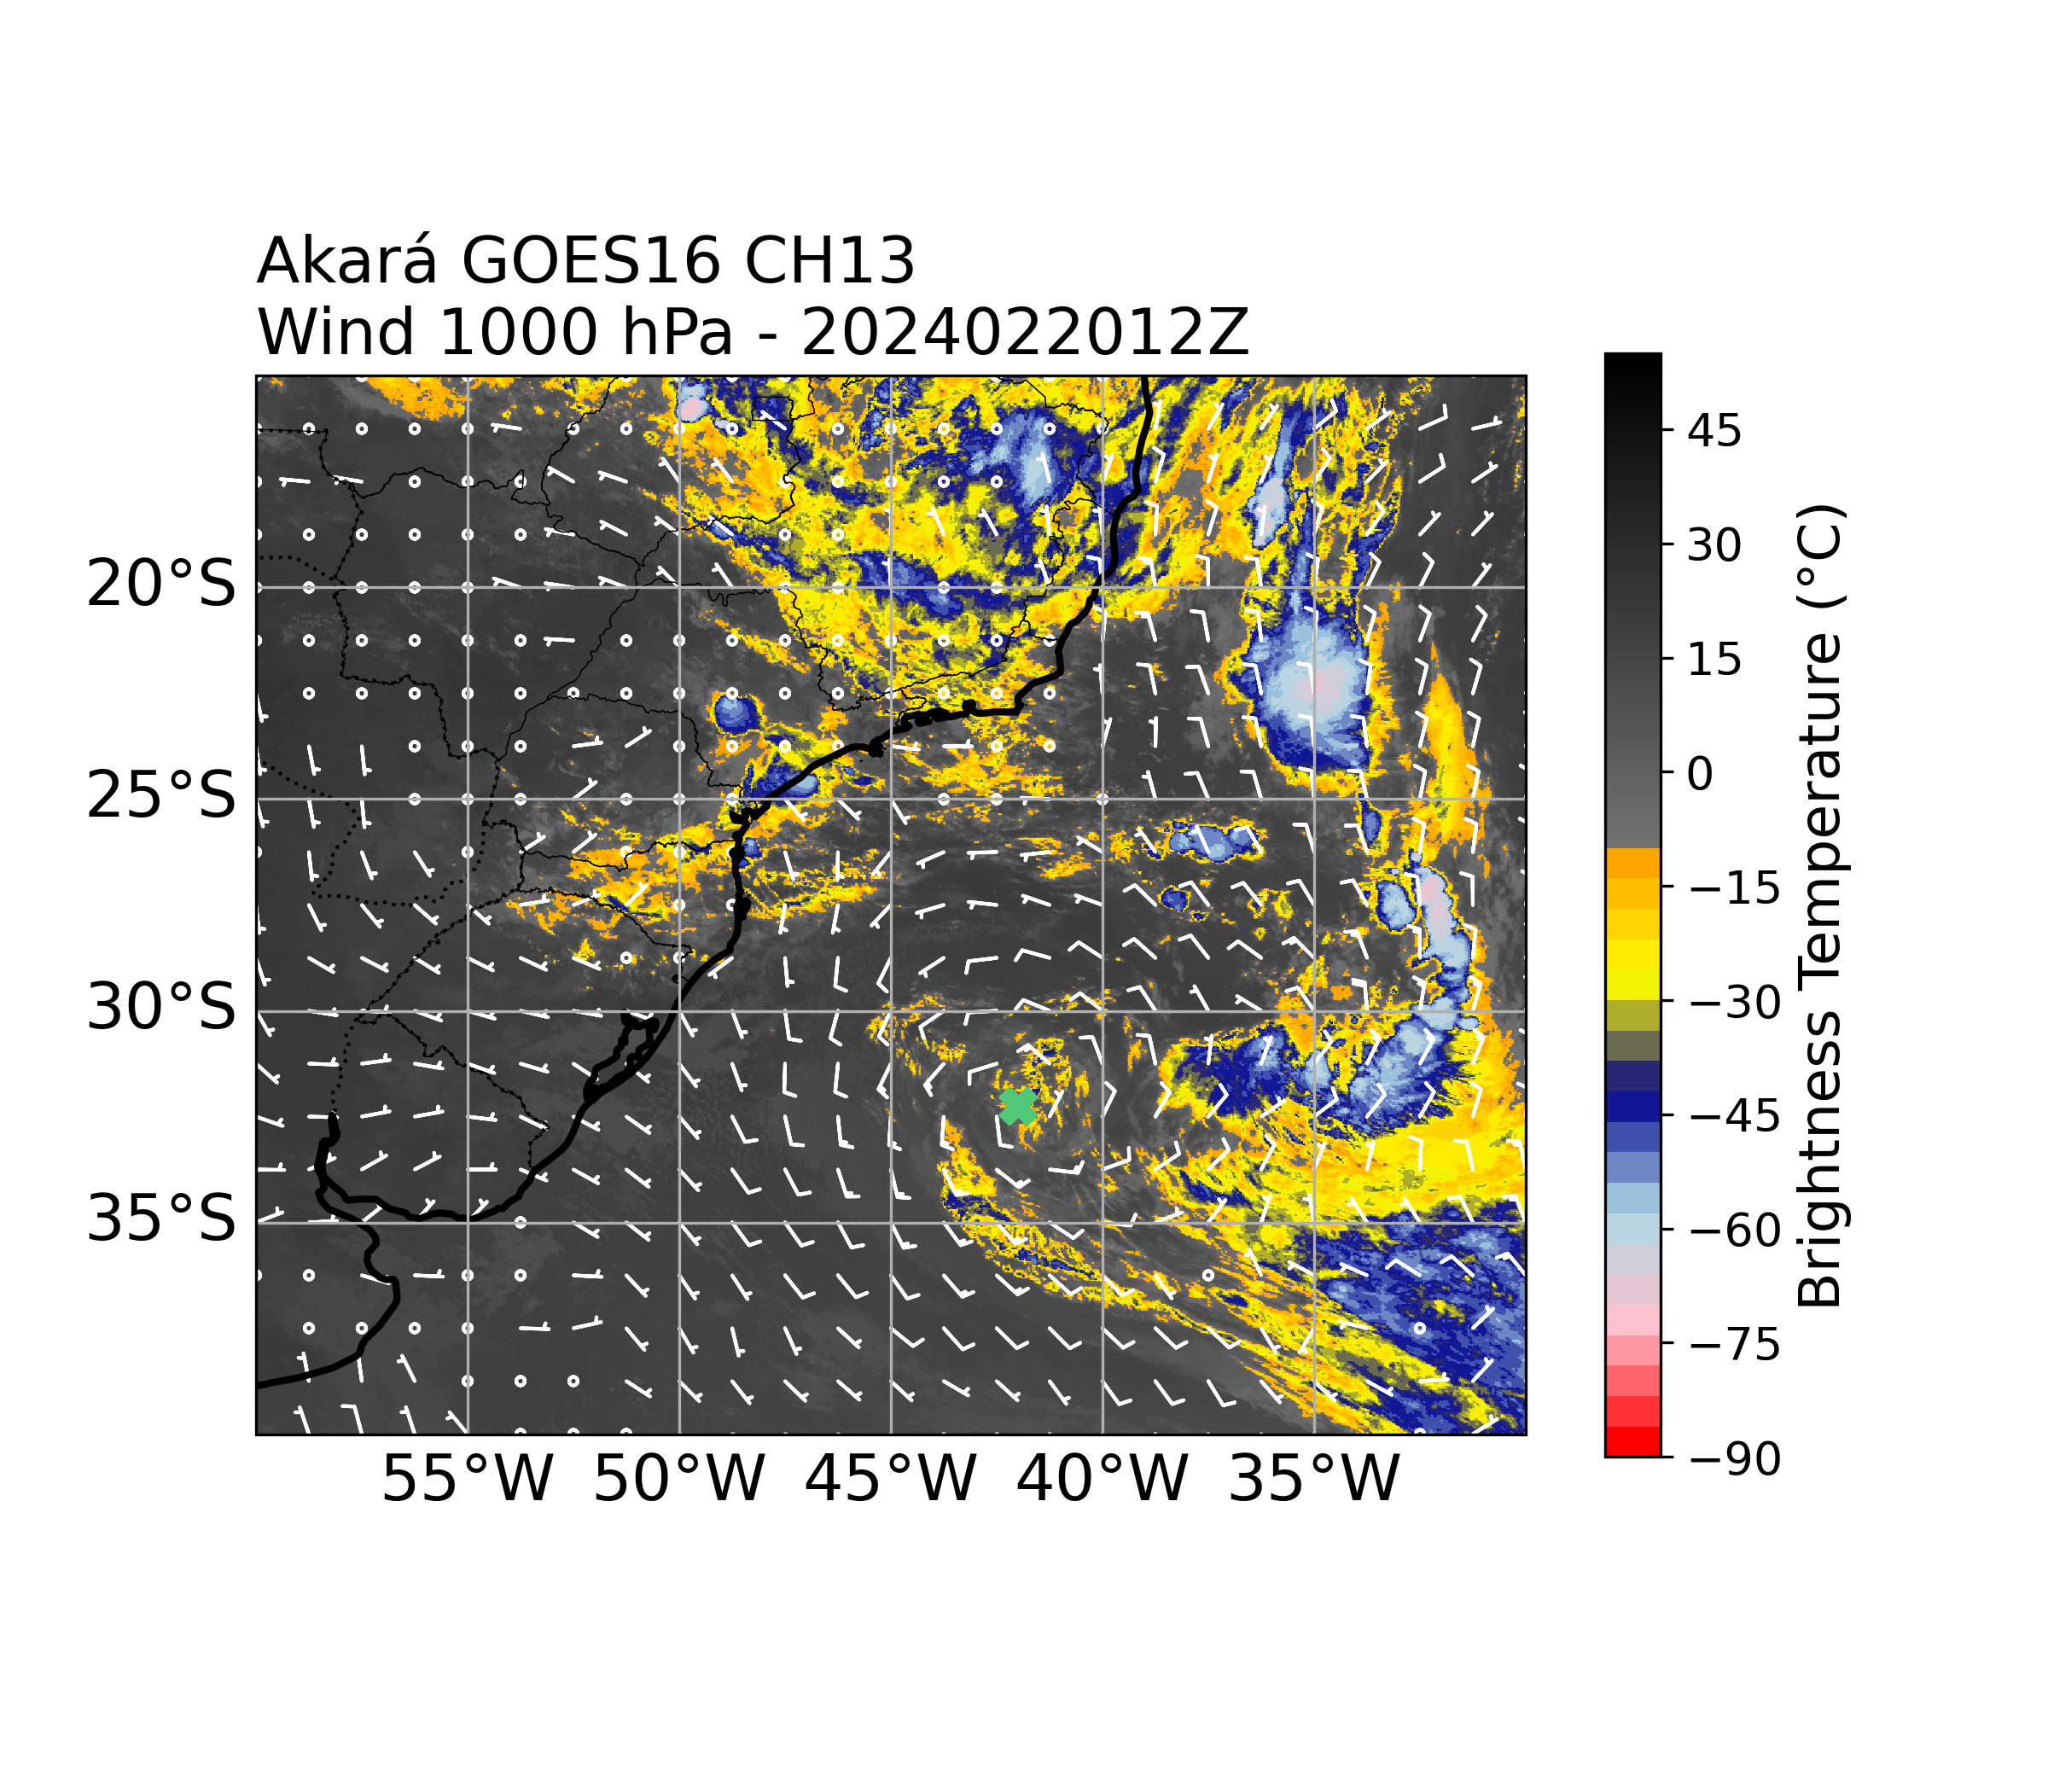 Akará GOES16 CH13
Wind 1000 hPa - 2024022012Z
20°S
25°S
30°S
35°S
55°W 50°W 45°W 40°W 35°W
45
30
15
0
−15
−30
−45
−60
−75
−90
Brightness Temperature (°C)